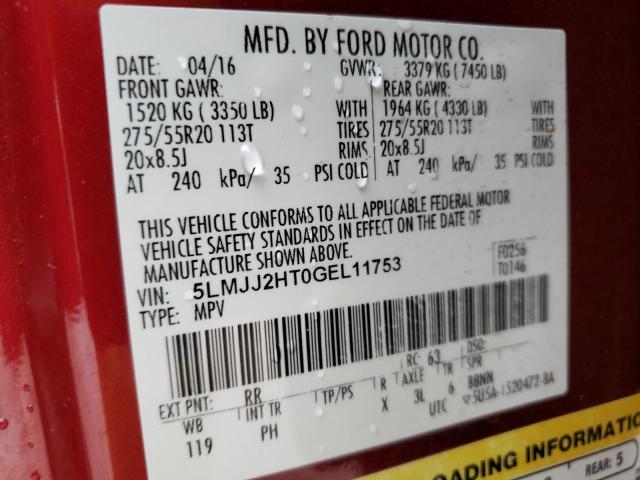 MFD. BY FORD MOTOR CO.
DATE: 04/16 GVWR: 3379 KG ( 7450 LB)
FRONT GAWR: REAR GAWR:
1520 KG ( 3350 LB) WITH 1964 KG ( 4330 LB) WITH
275/55R20 113T TIRES 275/55R20 113T TIRES
20x8.5J RIMS 20x8.5J RIMS
AT 240 kPa/ 35 PSI COLD AT 240 kPa/ 35 PSI COLD
THIS VEHICLE CONFORMS TO ALL APPLICABLE FEDERAL MOTOR
VEHICLE SAFETY STANDARDS IN EFFECT ON THE DATE OF
MANUFACTURE SHOWN ABOVE.
F0256
VIN: 5LMJJ2HT0GEL11753 T0146
TYPE: MPV
RC: 63 DSO:
EXT PNT: RR TP/PS R AXLE TR SPR
WB INT TR X 3L 6 BBNN
119 PH UTC 5U5A-1520472-BA
LOADING INFORMATIO
REAR: 5